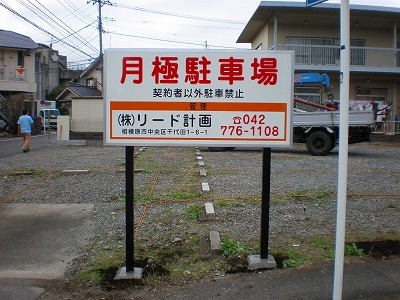 月極駐車場
契約者以外駐車禁止
管理
(株)リード計画
相模原市中央区千代田1-6-1
☎042
776-1108